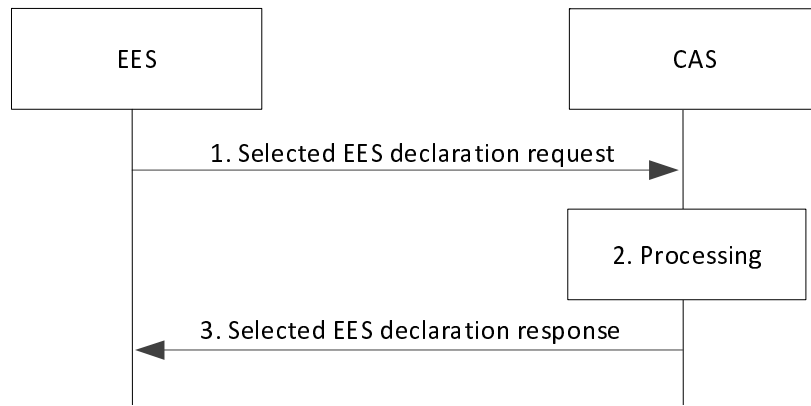 EES
CAS
1. Selected EES declaration request
2. Processing
3. Selected EES declaration response